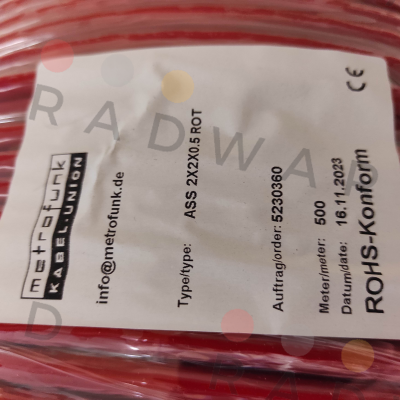 metrofunk
KABEL-UNION
info@metrofunk.de
Type/type: ASS 2X2X0.5 ROT
Auftrag/order: 5230360
Meter/meter: 500
Datum/date: 16.11.2023
ROHS-Konform
CE
RADWAG